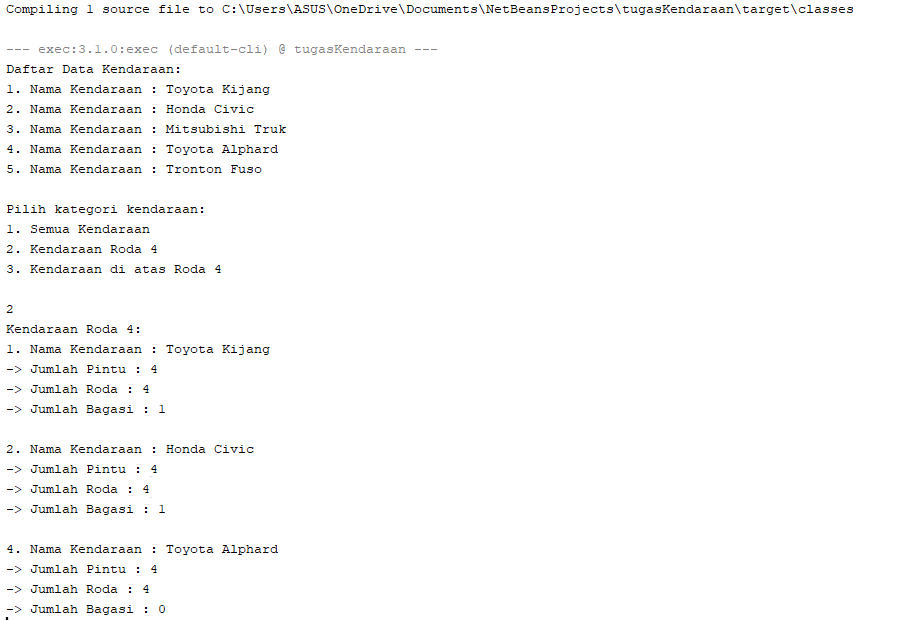 Compiling 1 source file to C:\Users\ASUS\OneDrive\Documents\NetBeansProjects\tugasKendaraan\target\classes
--- exec:3.1.0:exec (default-cli) @ tugasKendaraan ---
Daftar Data Kendaraan:
1. Nama Kendaraan : Toyota Kijang
2. Nama Kendaraan : Honda Civic
3. Nama Kendaraan : Mitsubishi Truk
4. Nama Kendaraan : Toyota Alphard
5. Nama Kendaraan : Tronton Fuso
Pilih kategori kendaraan:
1. Semua Kendaraan
2. Kendaraan Roda 4
3. Kendaraan di atas Roda 4
2
Kendaraan Roda 4:
1. Nama Kendaraan : Toyota Kijang
-> Jumlah Pintu : 4
-> Jumlah Roda : 4
-> Jumlah Bagasi : 1
2. Nama Kendaraan : Honda Civic
-> Jumlah Pintu : 4
-> Jumlah Roda : 4
-> Jumlah Bagasi : 1
4. Nama Kendaraan : Toyota Alphard
-> Jumlah Pintu : 4
-> Jumlah Roda : 4
-> Jumlah Bagasi : 0